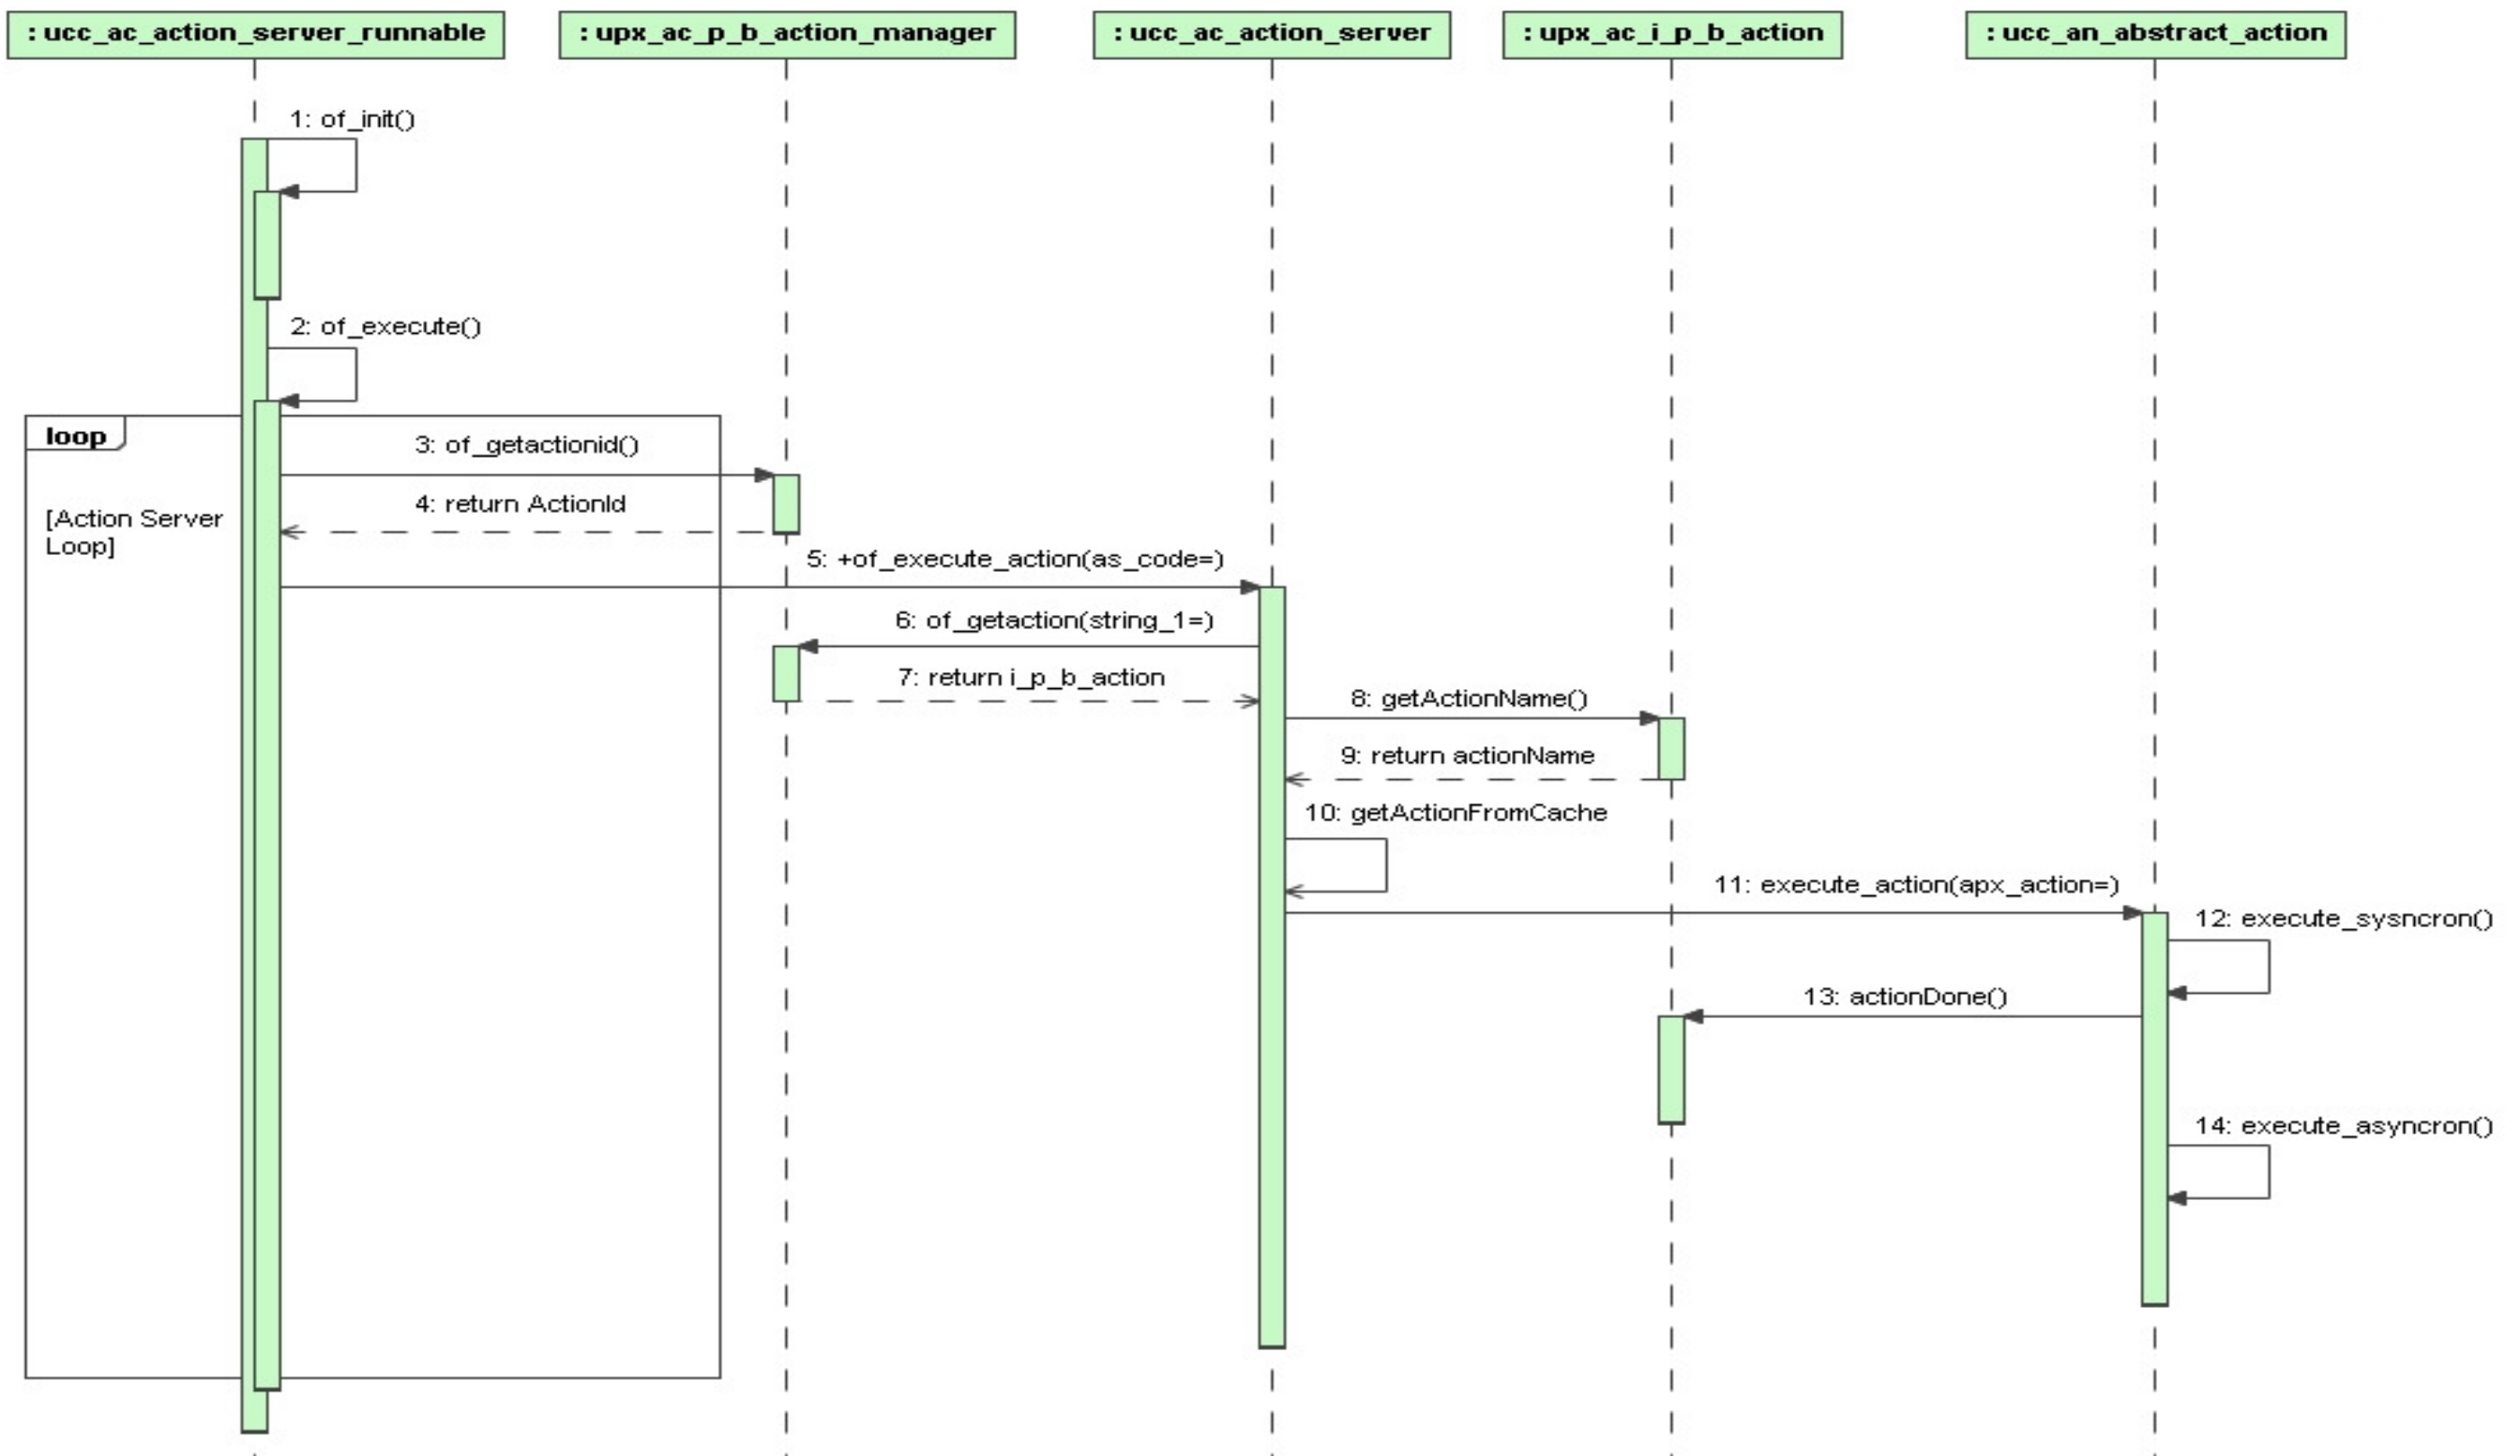 : ucc_ac_action_server_runnable
: upx_ac_p_b_action_manager
: ucc_ac_action_server
: upx_ac_i_p_b_action
: ucc_an_abstract_action
1: of_init()
2: of_execute()
loop
3: of_getactionid()
[Action Server
Loop]
4: return ActionId
5: +of_execute_action(as_code=)
6: of_getaction(string_1=)
7: return i_p_b_action
8: getActionName()
9: return actionName
10: getActionFromCache
11: execute_action(apx_action=)
12: execute_sysncron()
13: actionDone()
14: execute_asyncron()